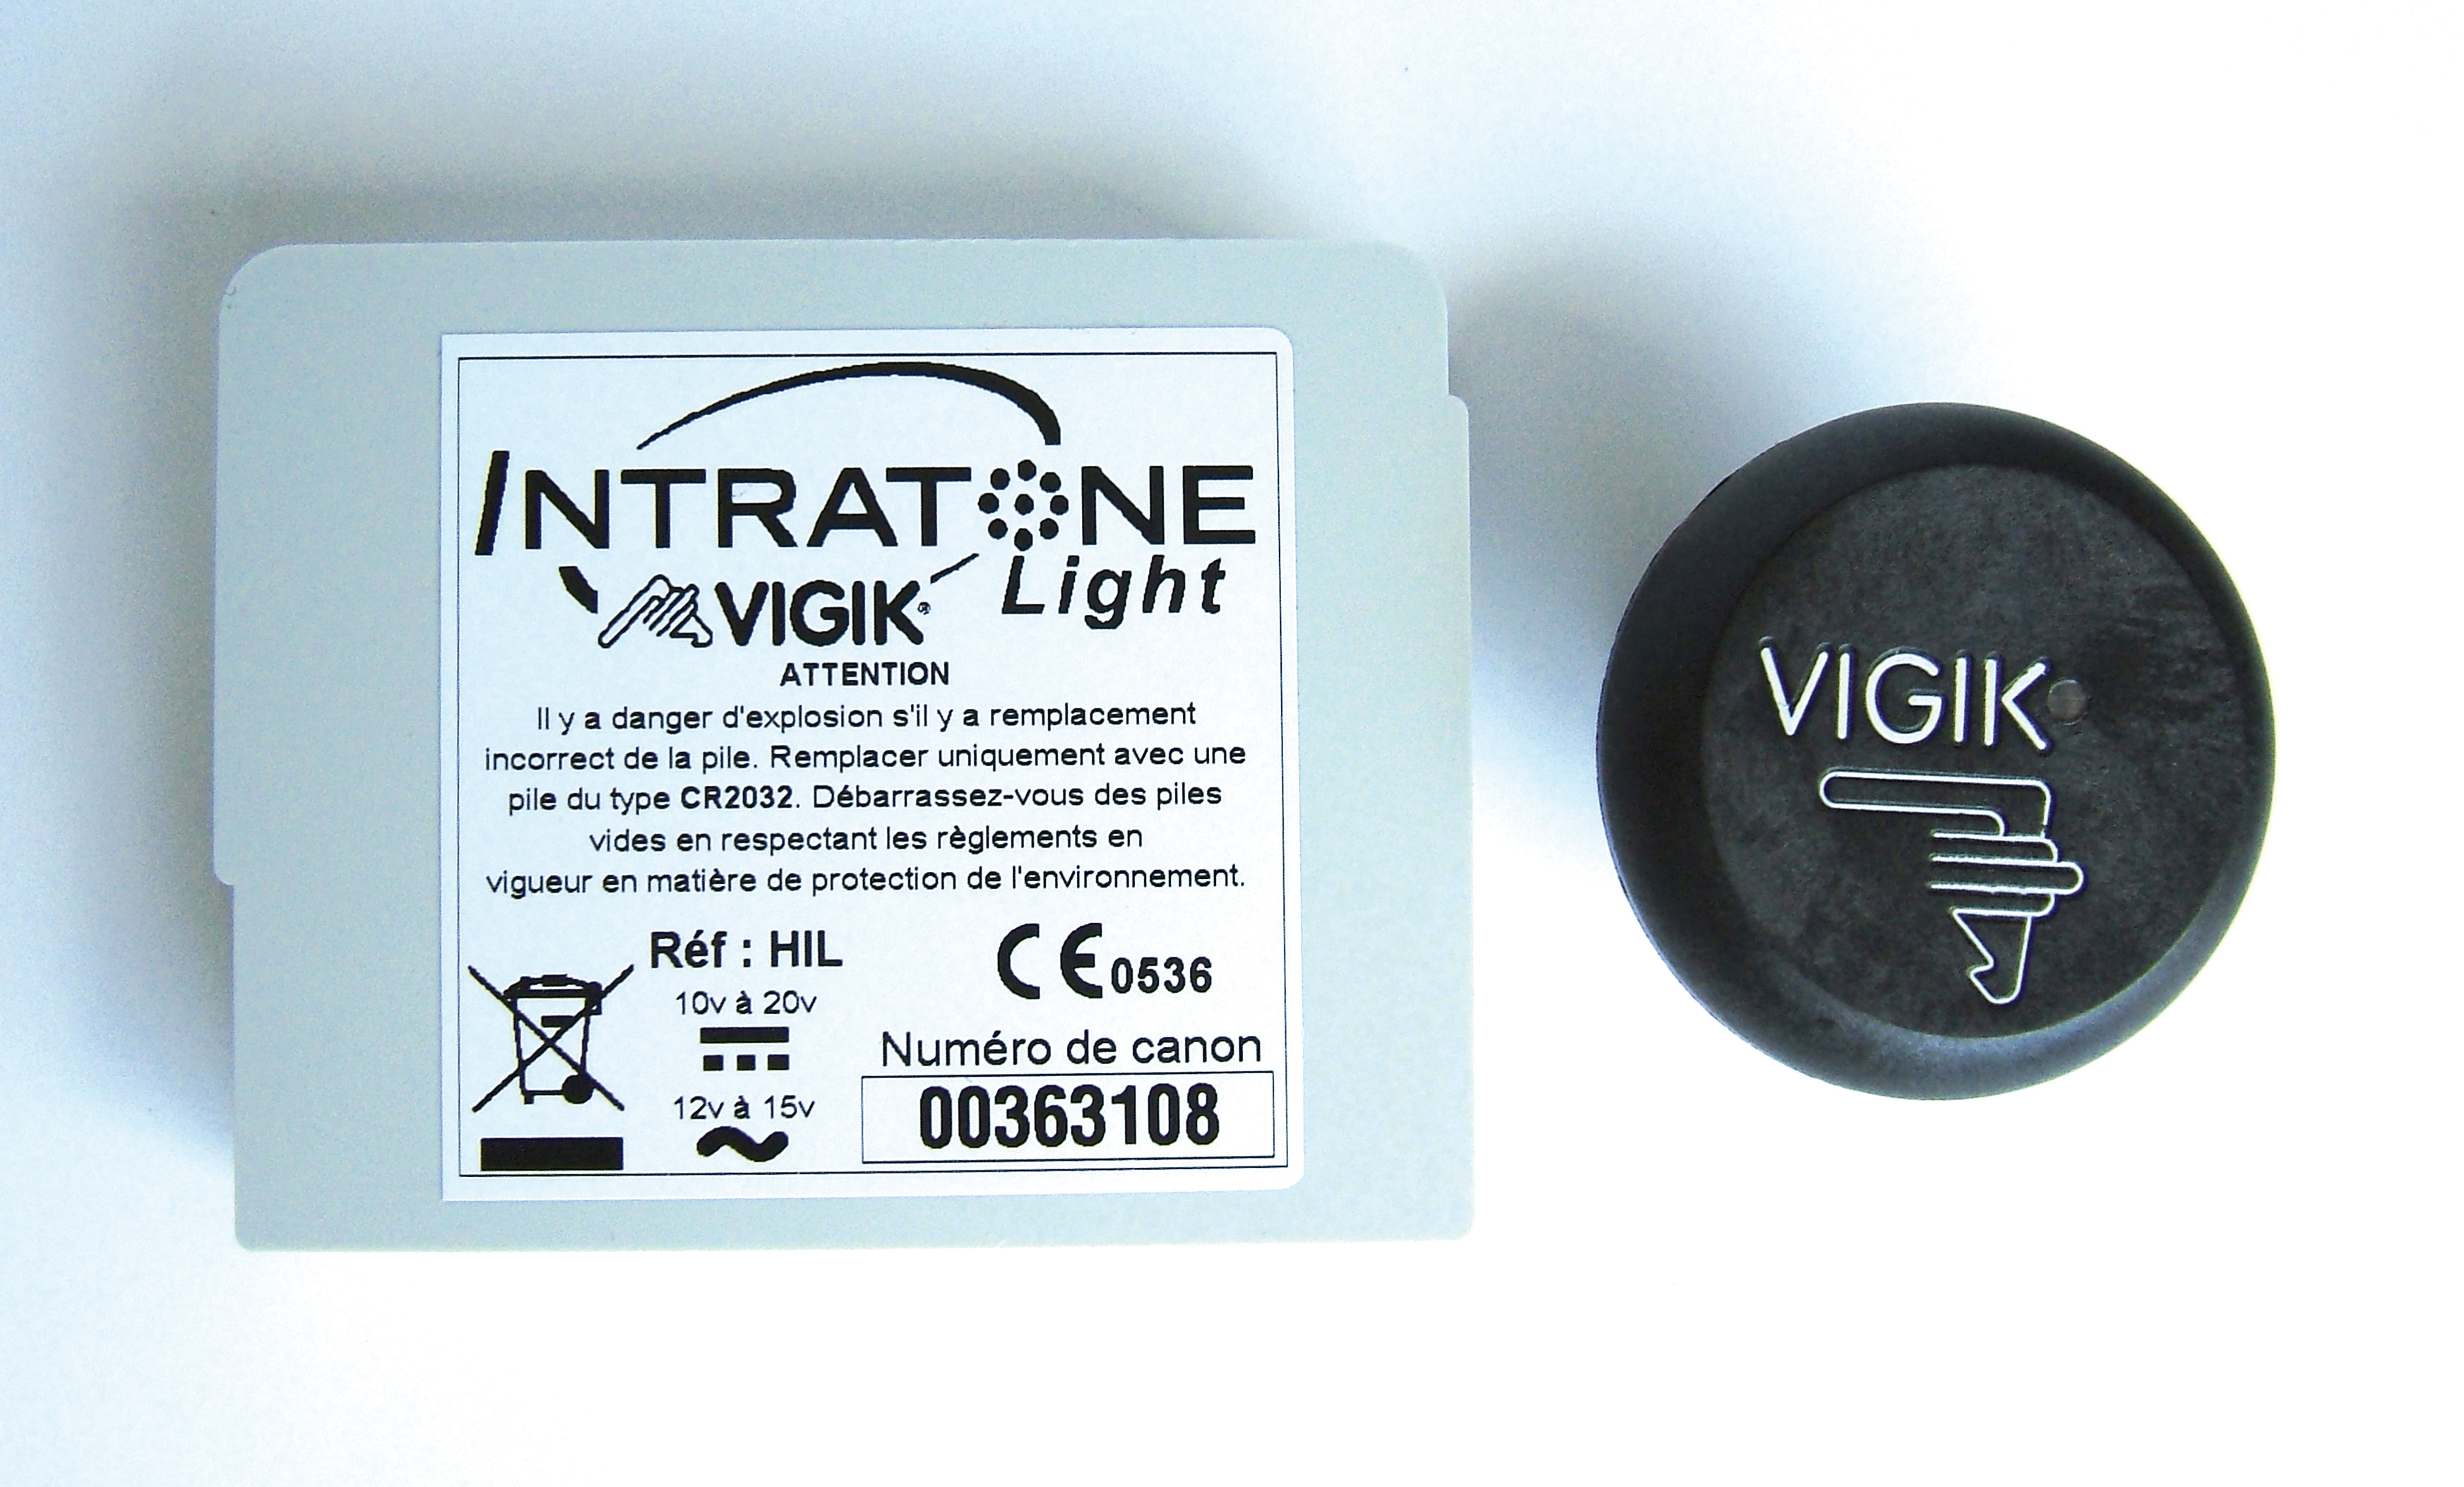 INTRATONE
Light
VIGIK®
ATTENTION
Il y a danger d'explosion s'il y a remplacement
incorrect de la pile. Remplacer uniquement avec une
pile du type CR2032. Débarrassez-vous des piles
vides en respectant les règlements en
vigueur en matière de protection de l'environnement.
Réf : HIL
10v à 20v
12v à 15v
CE 0536
Numéro de canon
00363108
VIGIK